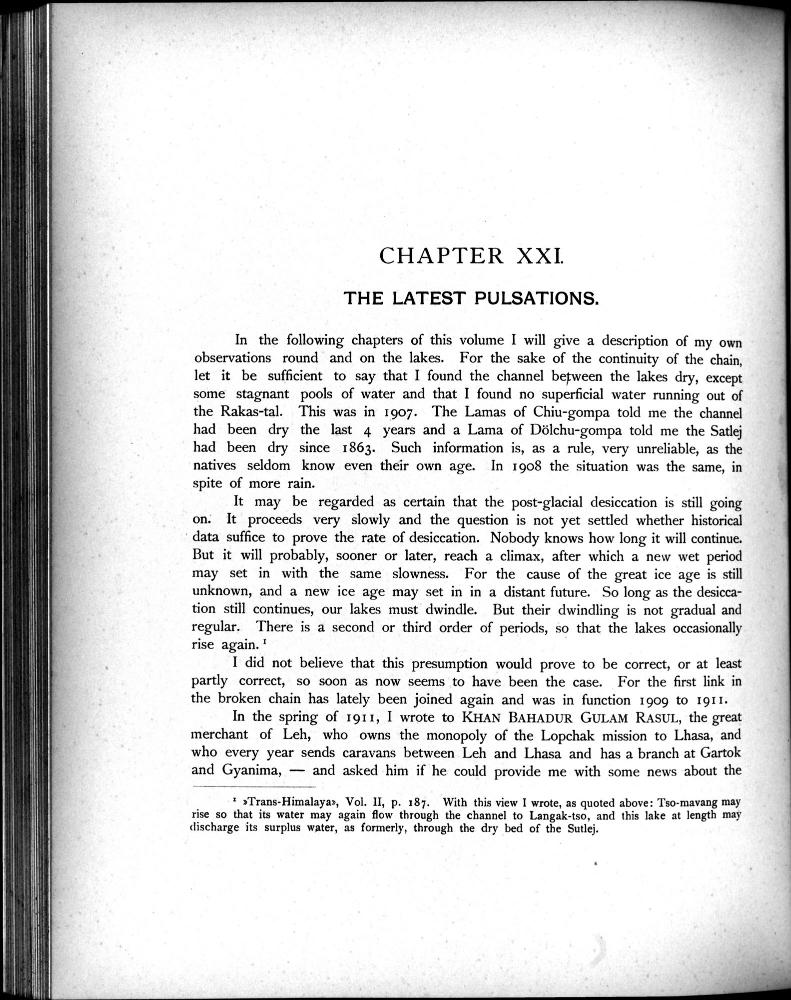 CHAPTER XXI.
THE LATEST PULSATIONS.
In the following chapters of this volume I will give a description of my own
observations round and on the lakes. For the sake of the continuity of the chain,
let it be sufficient to say that I found the channel between the lakes dry, except
some stagnant pools of water and that I found no superficial water running out of
the Rakas-tal. This was in 1907. The Lamas of Chiu-gompa told me the channel
had been dry the last 4 years and a Lama of Dölchu-gompa told me the Satlej
had been dry since 1863. Such information is, as a rule, very unreliable, as the
natives seldom know even their own age. In 1908 the situation was the same, in
spite of more rain.
It may be regarded as certain that the post-glacial desiccation is still going
on. It proceeds very slowly and the question is not yet settled whether historical
data suffice to prove the rate of desiccation. Nobody knows how long it will continue.
But it will probably, sooner or later, reach a climax, after which a new wet period
may set in with the same slowness. For the cause of the great ice age is still
unknown, and a new ice age may set in in a distant future. So long as the desicca-
tion still continues, our lakes must dwindle. But their dwindling is not gradual and
regular. There is a second or third order of periods, so that the lakes occasionally
rise again. ¹
I did not believe that this presumption would prove to be correct, or at least
partly correct, so soon as now seems to have been the case. For the first link in
the broken chain has lately been joined again and was in function 1909 to 1911.
In the spring of 1911, I wrote to KHAN BAHADUR GULAM RASUL, the great
merchant of Leh, who owns the monopoly of the Lopchak mission to Lhasa, and
who every year sends caravans between Leh and Lhasa and has a branch at Gartok
and Gyanima, — and asked him if he could provide me with some news about the
¹ »Trans-Himalaya», Vol. II, p. 187. With this view I wrote, as quoted above: Tso-mavang may
rise so that its water may again flow through the channel to Langak-tso, and this lake at length may
discharge its surplus water, as formerly, through the dry bed of the Sutlej.